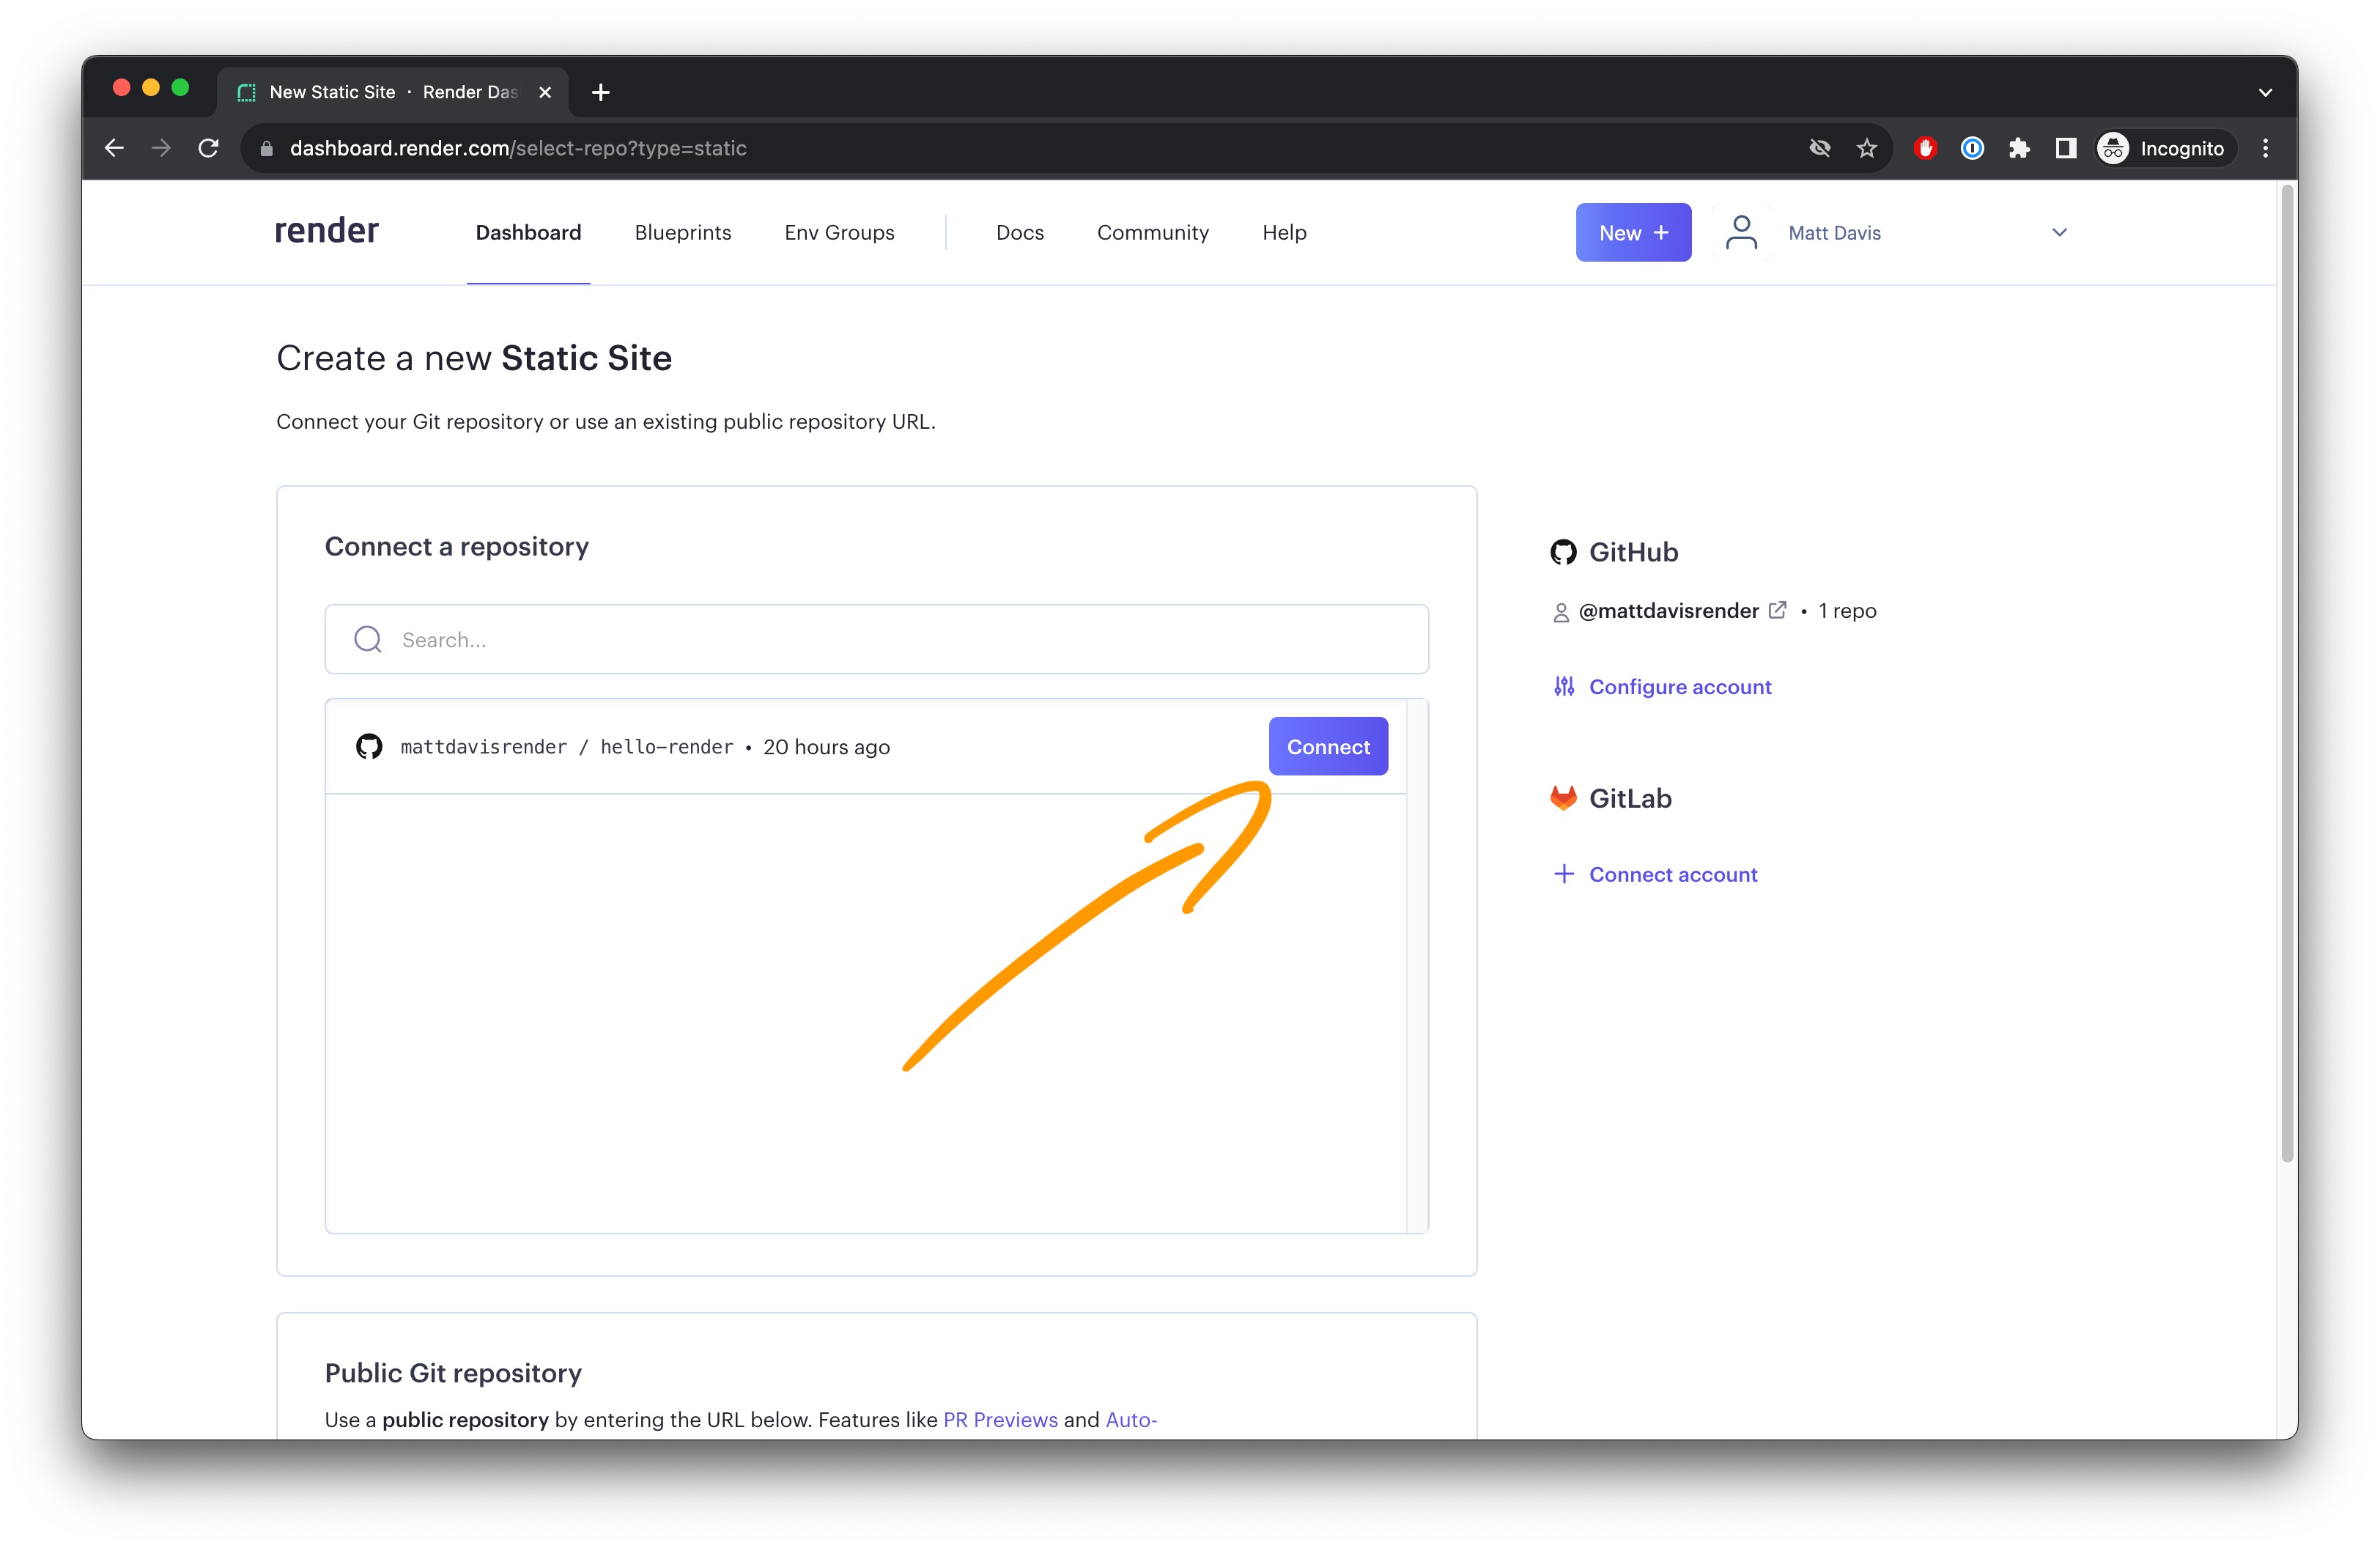 New Static Site · Render Das
dashboard.render.com/select-repo?type=static
Incognito
render
Dashboard
Blueprints
Env Groups
Docs
Community
Help
New +
Matt Davis
Create a new Static Site
Connect your Git repository or use an existing public repository URL.
Connect a repository
Search...
mattdavisrender / hello-render • 20 hours ago
Connect
GitHub
@mattdavisrender • 1 repo
Configure account
GitLab
Connect account
Public Git repository
Use a public repository by entering the URL below. Features like PR Previews and Auto-